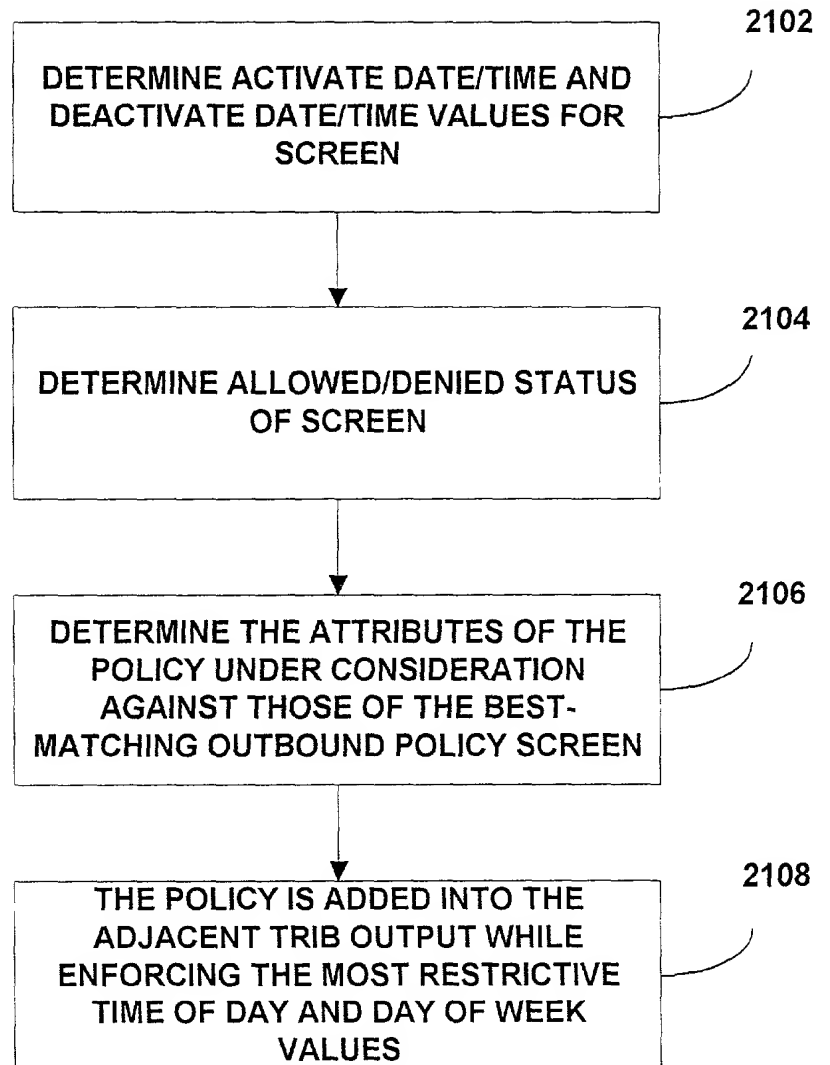 2102
DETERMINE ACTIVATE DATE/TIME AND
DEACTIVATE DATE/TIME VALUES FOR
SCREEN
2104
DETERMINE ALLOWED/DENIED STATUS
OF SCREEN
2106
DETERMINE THE ATTRIBUTES OF THE
POLICY UNDER CONSIDERATION
AGAINST THOSE OF THE BEST-
MATCHING OUTBOUND POLICY SCREEN
2108
THE POLICY IS ADDED INTO THE
ADJACENT TRIB OUTPUT WHILE
ENFORCING THE MOST RESTRICTIVE
TIME OF DAY AND DAY OF WEEK
VALUES